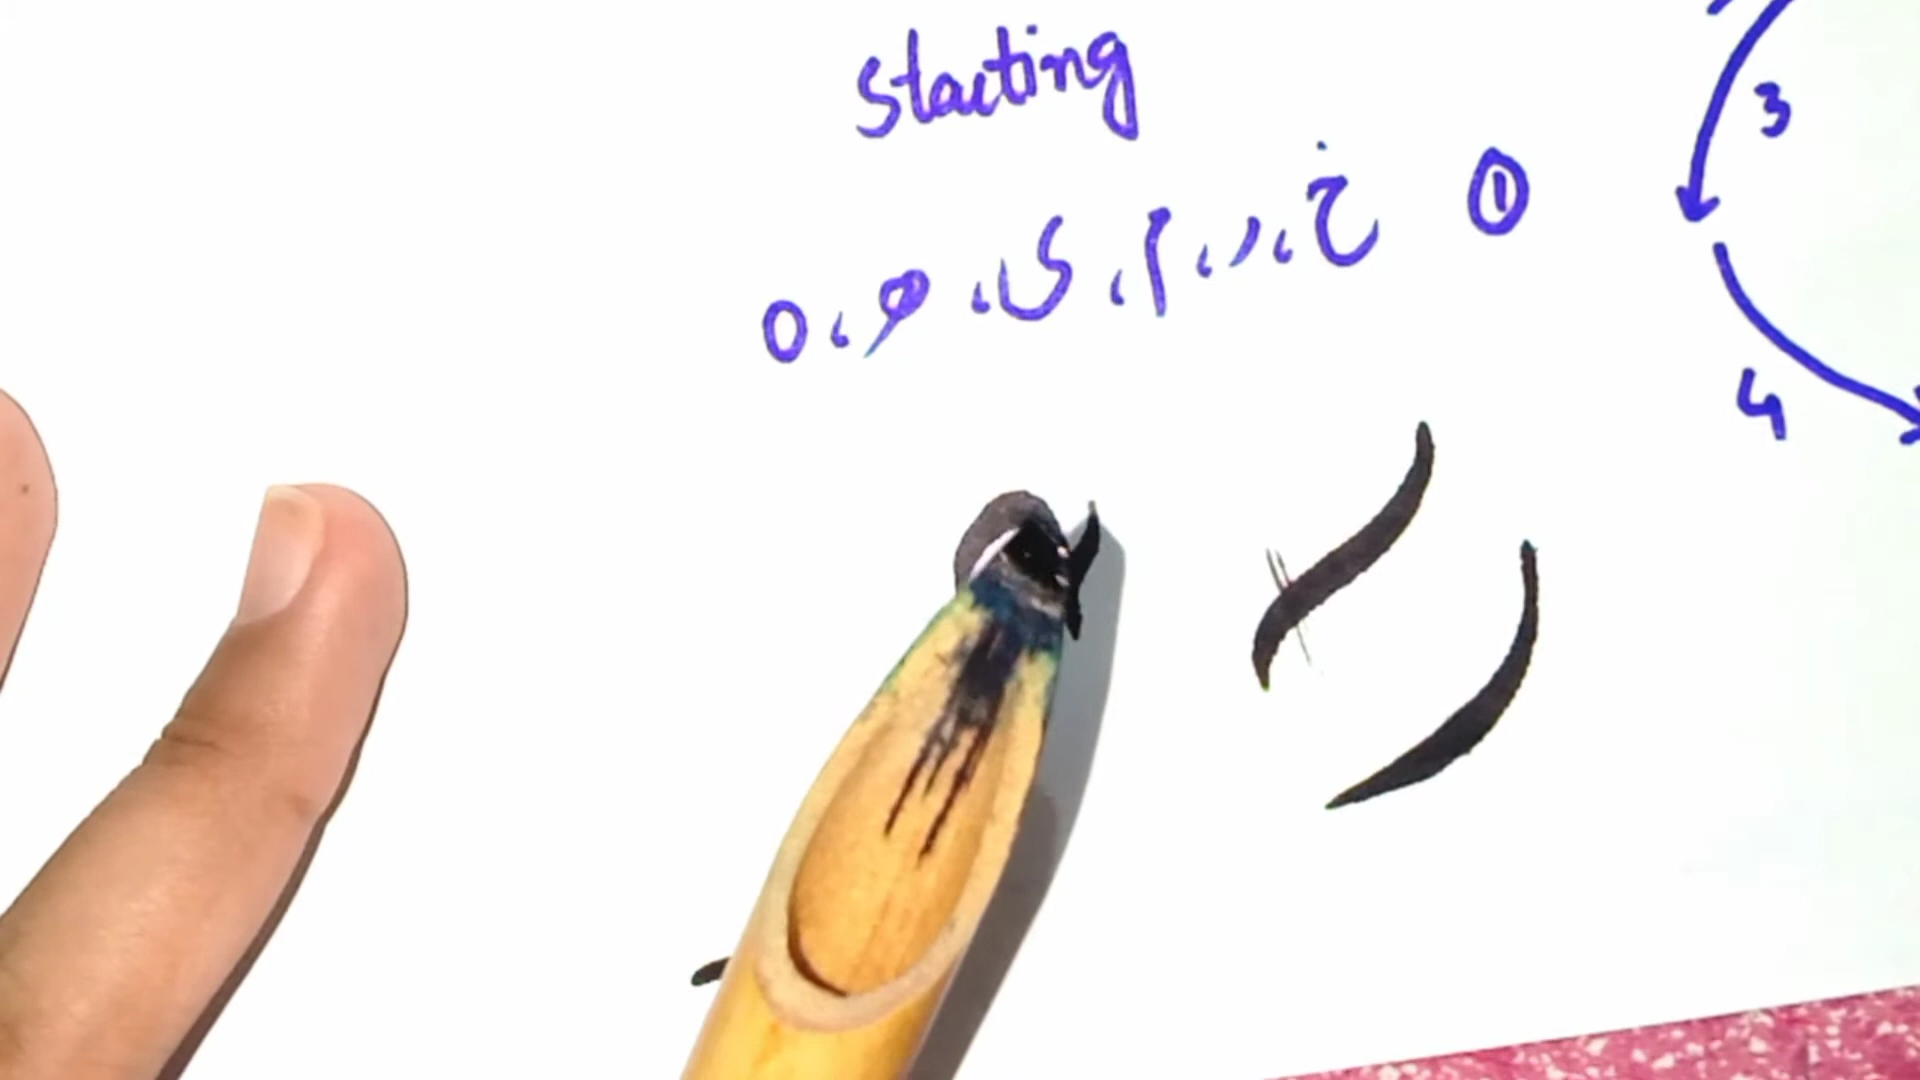 Starting
① خ ، ر ، م ، ی ، ھ ، ہ
3
4